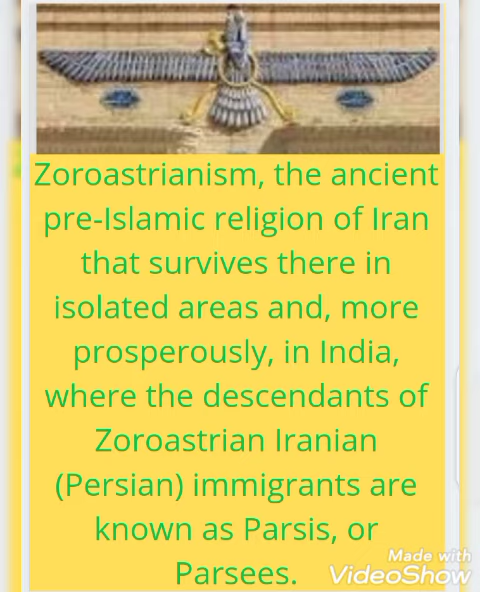 Zoroastrianism, the ancient
pre-Islamic religion of Iran
that survives there in
isolated areas and, more
prosperously, in India,
where the descendants of
Zoroastrian Iranian
(Persian) immigrants are
known as Parsis, or
Parsees.
Made with
VideoShow